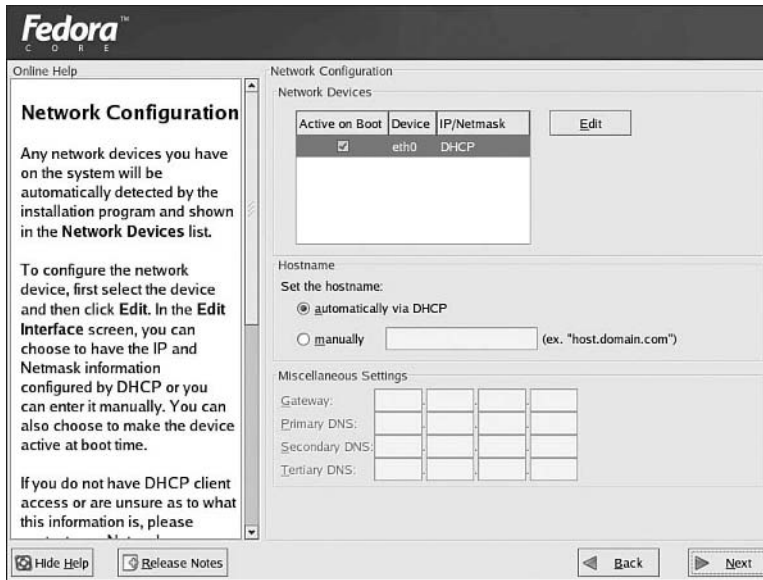 Fedora™
CORE
Online Help
Network Configuration
Any network devices you have
on the system will be
automatically detected by the
installation program and shown
in the Network Devices list.
To configure the network
device, first select the device
and then click Edit. In the Edit
Interface screen, you can
choose to have the IP and
Netmask information
configured by DHCP or you
can enter it manually. You can
also choose to make the device
active at boot time.
If you do not have DHCP client
access or are unsure as to what
this information is, please
Network Configuration
Network Devices
Active on Boot Device IP/Netmask
eth0 DHCP
Edit
Hostname
Set the hostname:
automatically via DHCP
manually (ex. "host.domain.com")
Miscellaneous Settings
Gateway:
Primary DNS:
Secondary DNS:
Tertiary DNS:
Hide Help
Release Notes
Back
Next